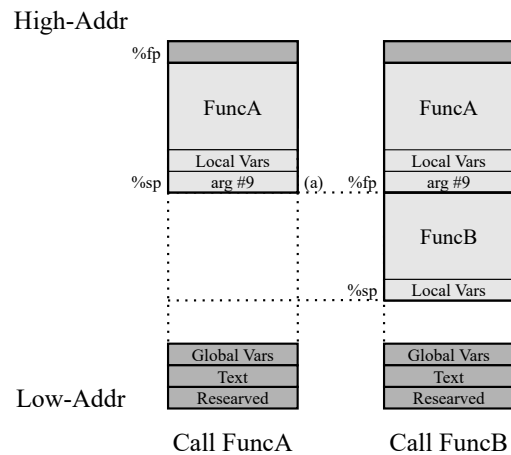 High-Addr
%fp
FuncA
FuncA
Local Vars
Local Vars
%sp
arg #9
(a)
%fp
arg #9
FuncB
%sp
Local Vars
Global Vars
Global Vars
Text
Text
Low-Addr
Researved
Researved
Call FuncA
Call FuncB